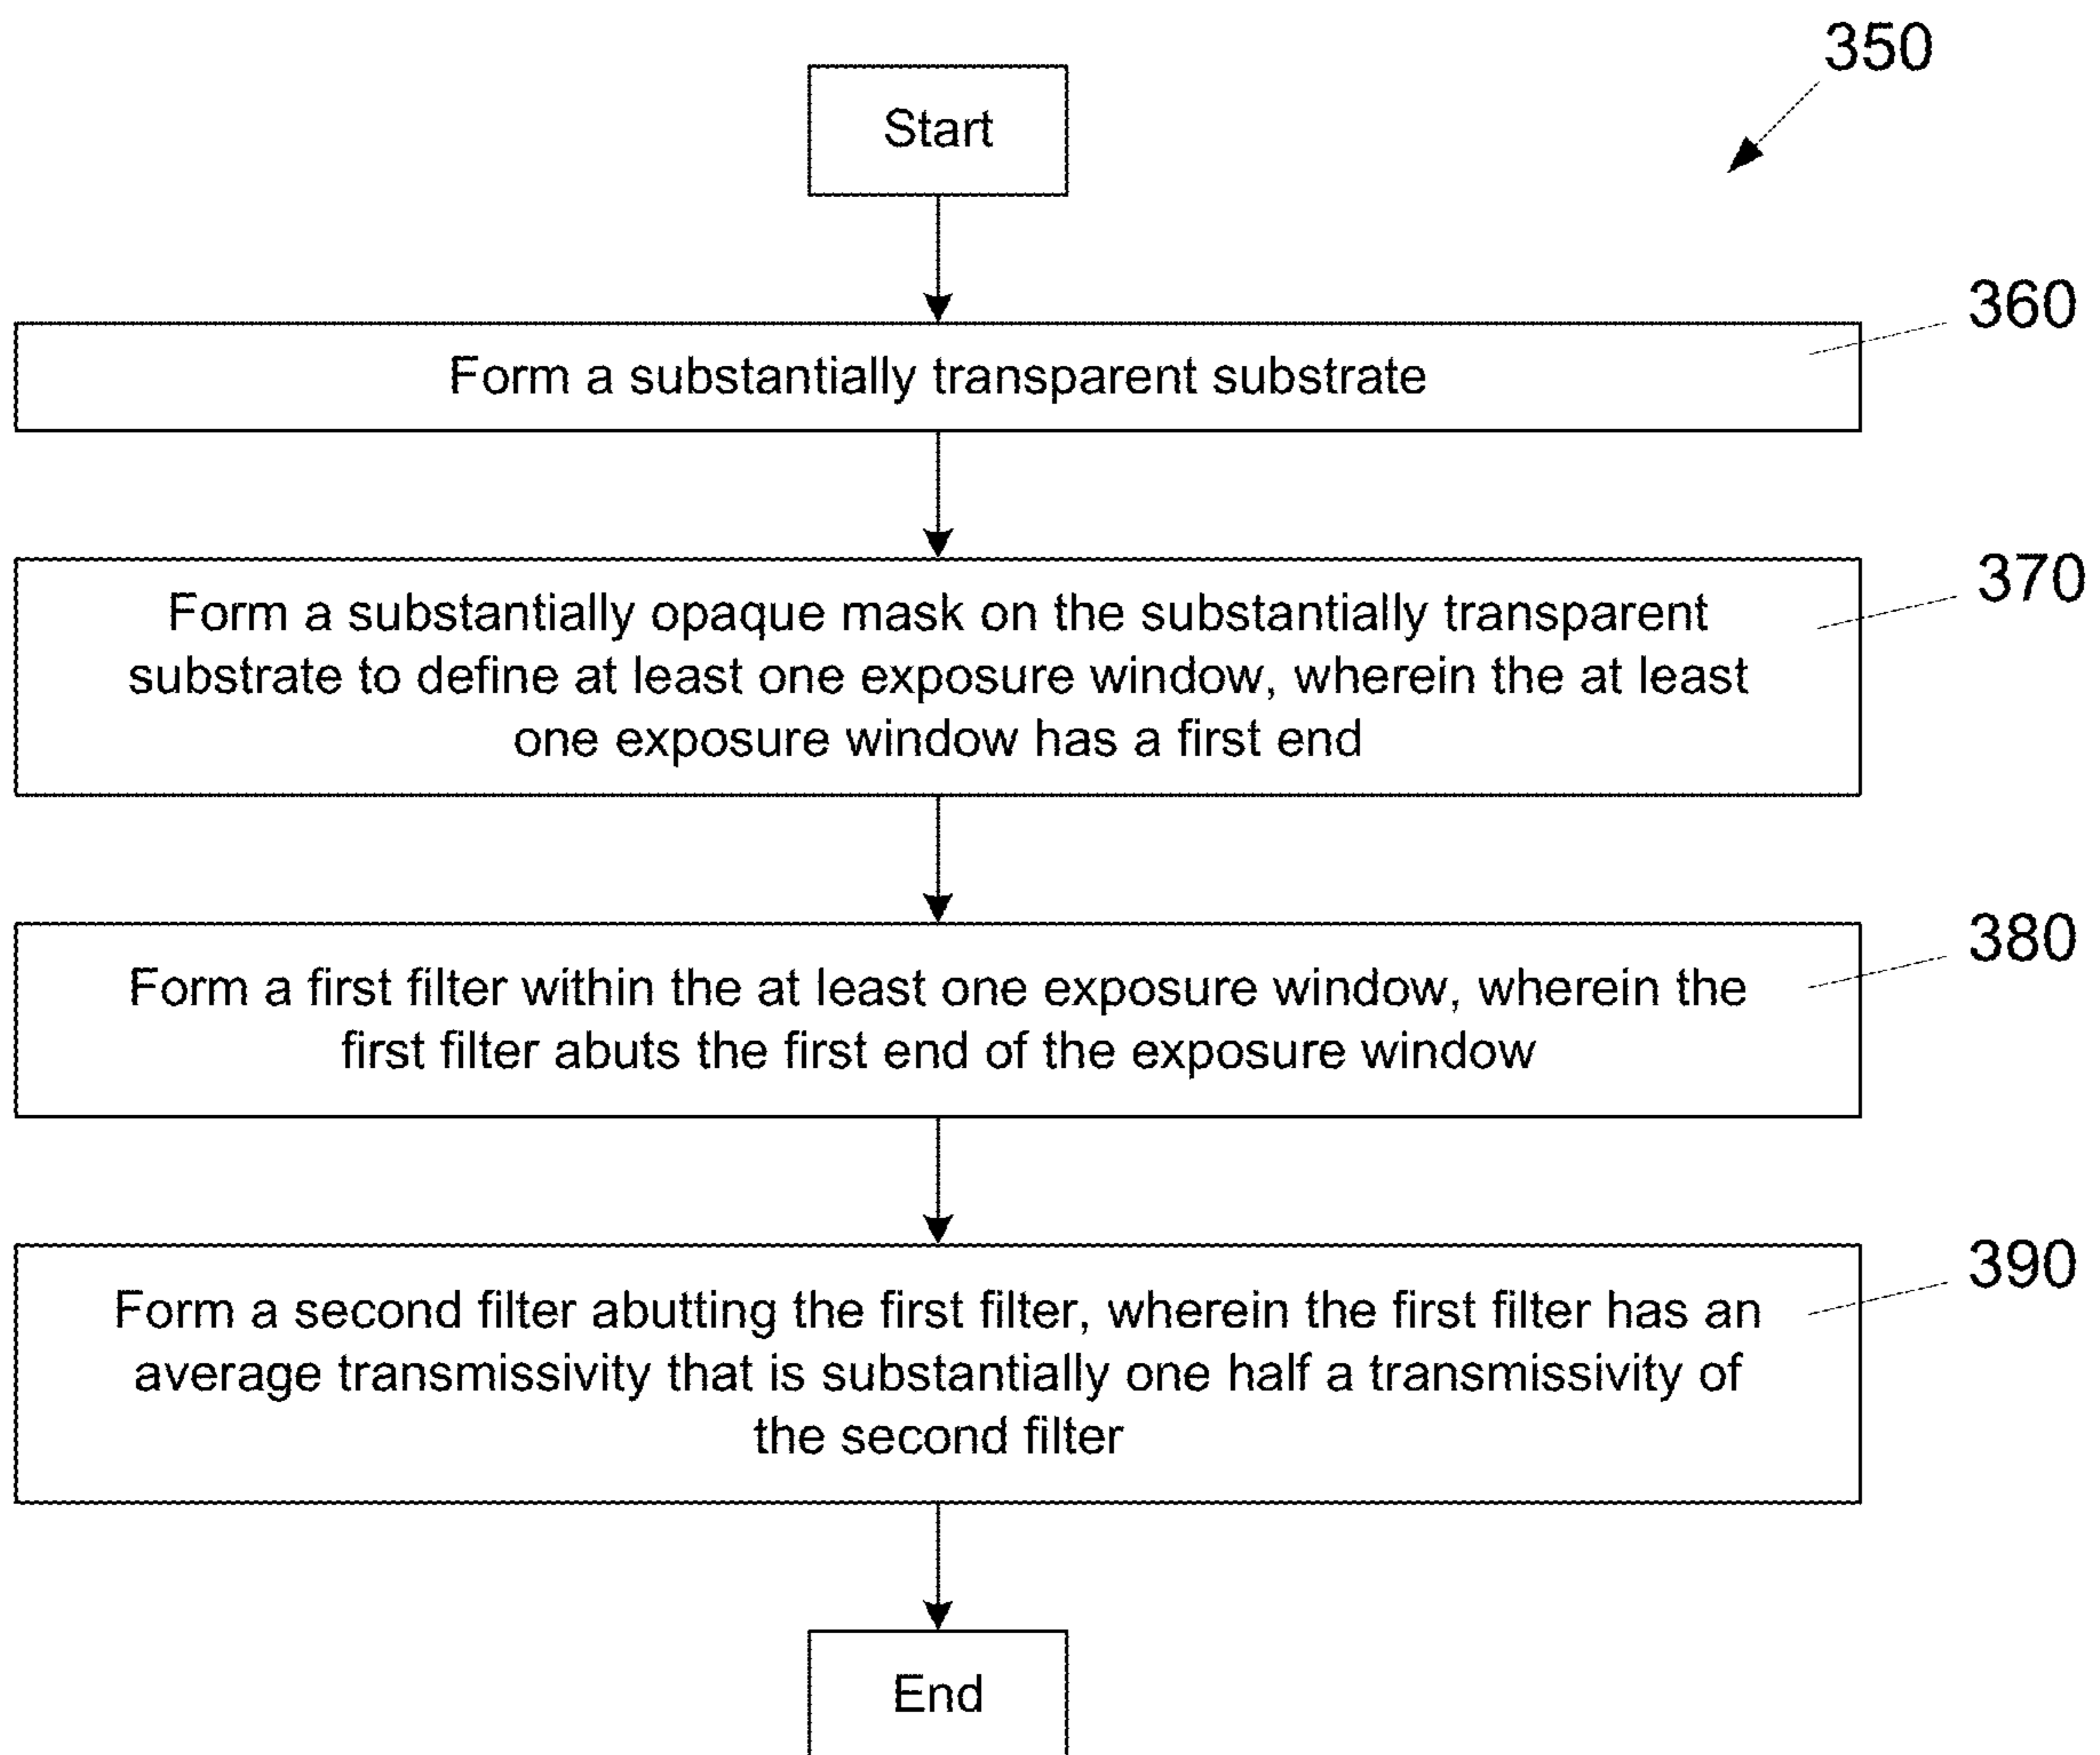 350
Start
360
Form a substantially transparent substrate
370
Form a substantially opaque mask on the substantially transparent
substrate to define at least one exposure window, wherein the at least
one exposure window has a first end
380
Form a first filter within the at least one exposure window, wherein the
first filter abuts the first end of the exposure window
390
Form a second filter abutting the first filter, wherein the first filter has an
average transmissivity that is substantially one half a transmissivity of
the second filter
End